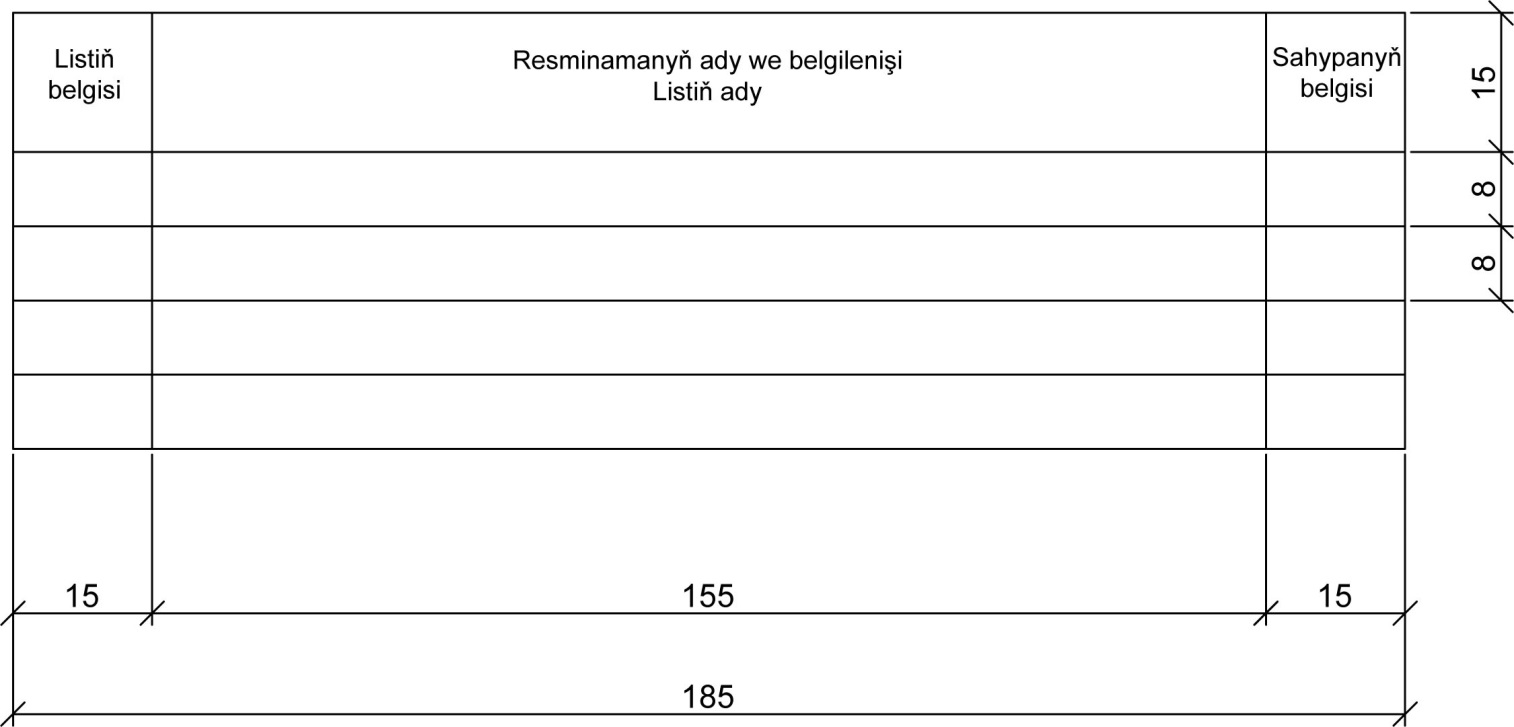 Listiň
belgisi
Resminamanyň ady we belgilenişi
Listiň ady
Sahypanyň
belgisi
15
8
8
15
155
15
185